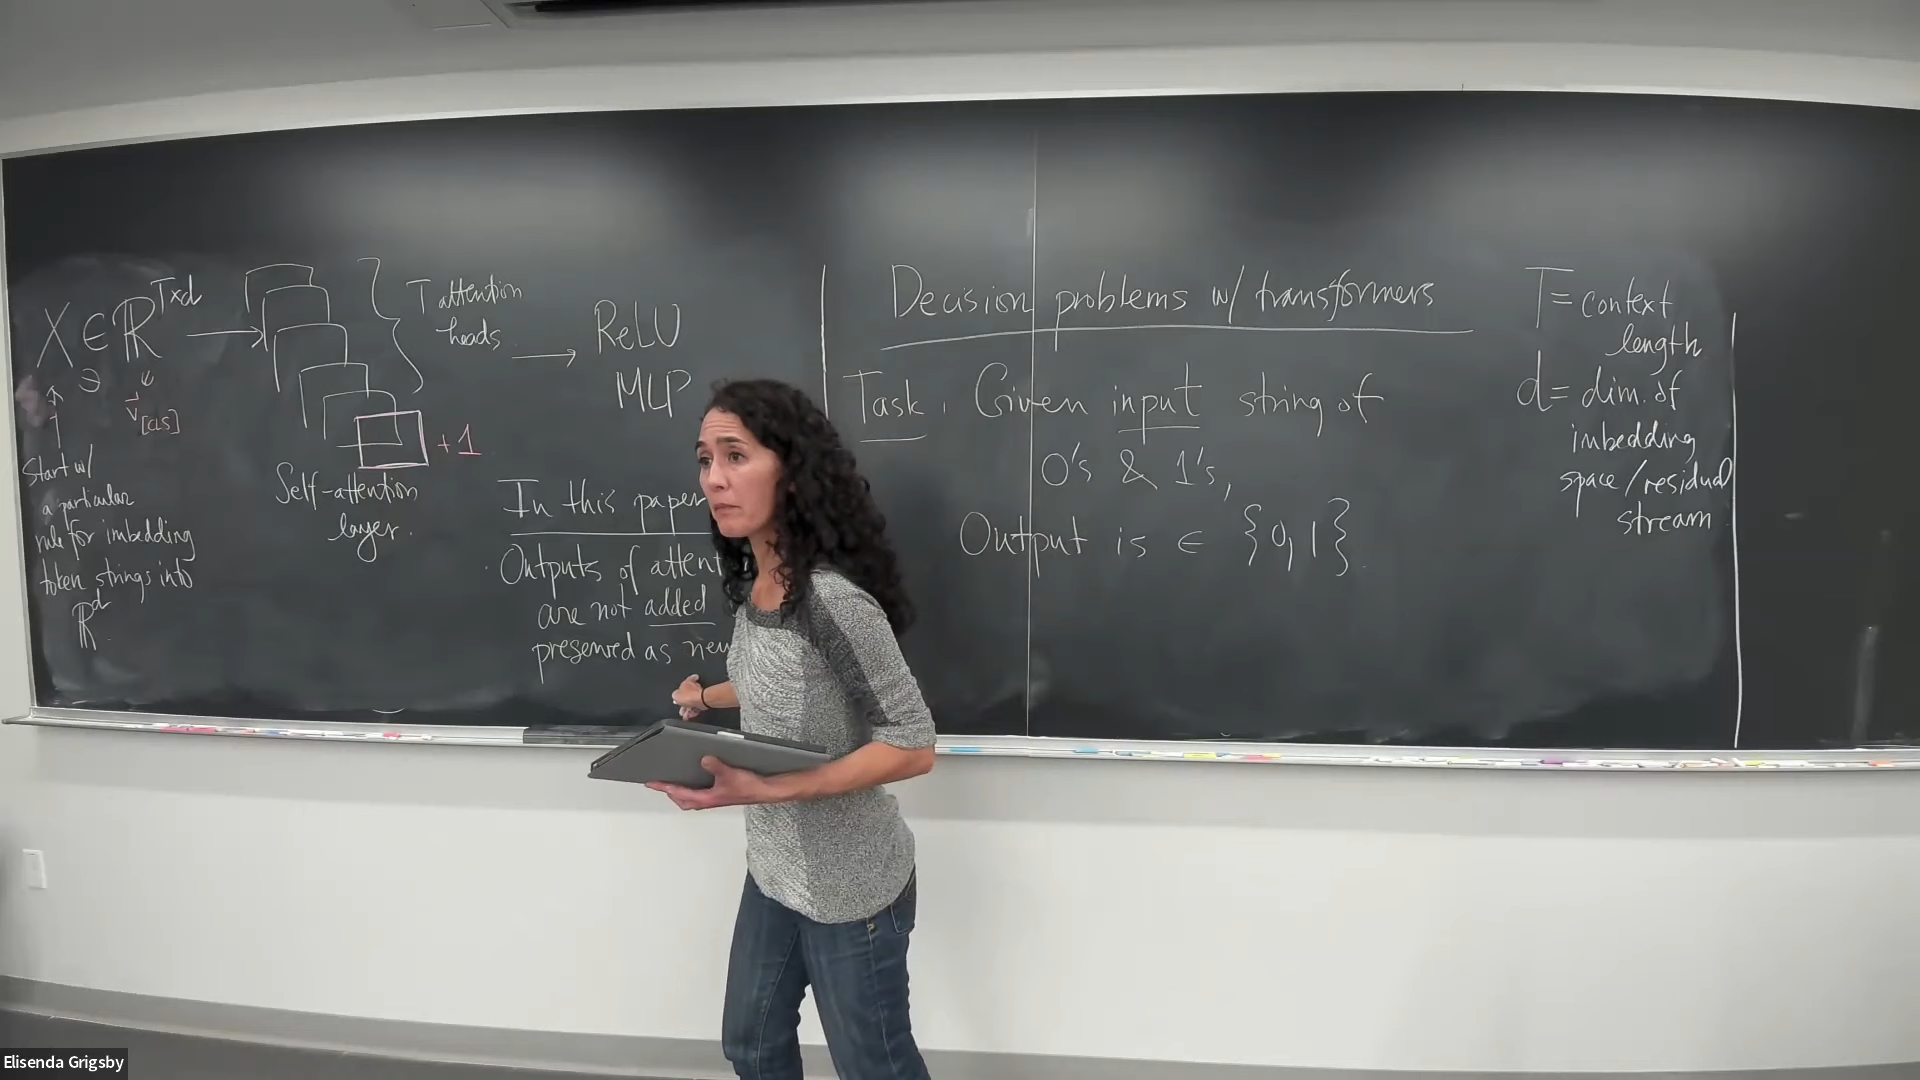 X ∈ ℝ^{T×d}
∋
v⃗_[CLS]
Start w/
a particular
rule for imbedding
token strings into
ℝ^d.
T attention
heads
+1
Self-attention
layer.
ReLU
MLP
In this paper
Outputs of attent
are not added
presented as new
Decision problems w/ transformers
Task. Given input string of
0's & 1's,
Output is ∈ {0,1}.
T = context
length
d = dim. of
imbedding
space/residual
stream
Elisenda Grigsby